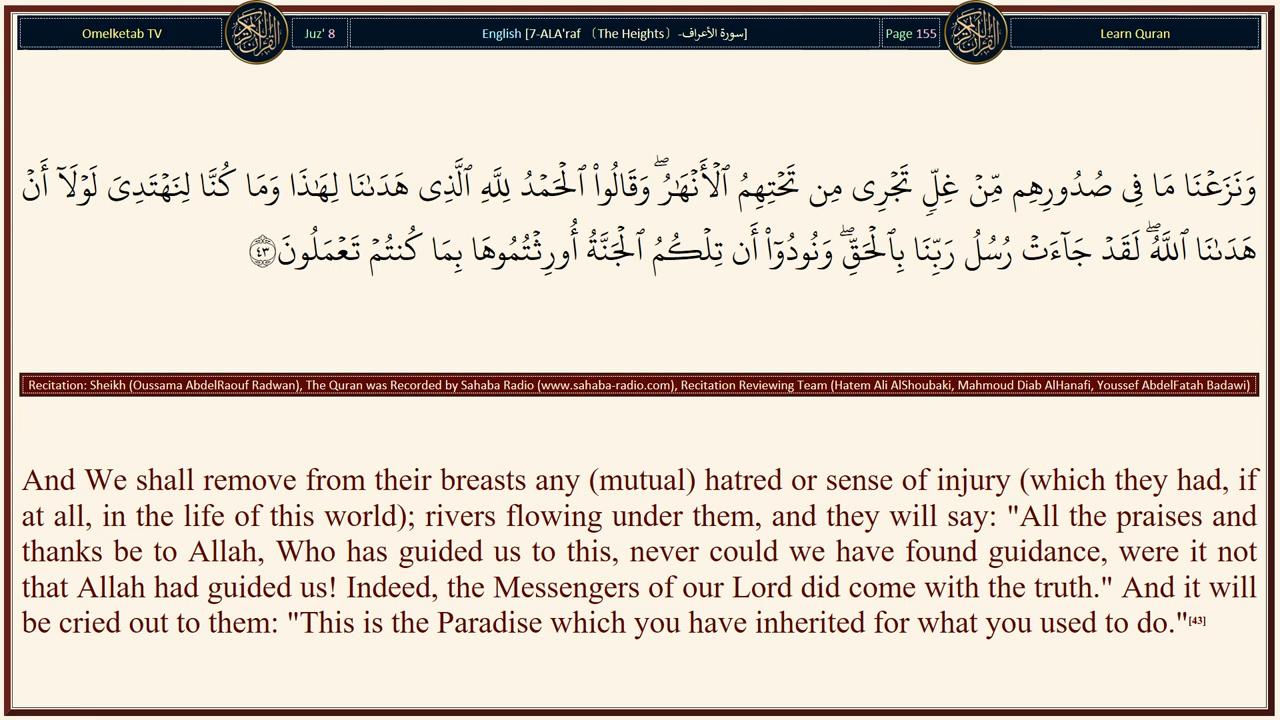 Omelketab TV
Juz' 8
English [7-ALA'raf （The Heights）-سورة الأعراف]
Page 155
Learn Quran
وَنَزَعۡنَا مَا فِي صُدُورِهِم مِّنۡ غِلّٖ تَجۡرِي مِن تَحۡتِهِمُ ٱلۡأَنۡهَٰرُۖ وَقَالُواْ ٱلۡحَمۡدُ لِلَّهِ ٱلَّذِي هَدَىٰنَا لِهَٰذَا وَمَا كُنَّا لِنَهۡتَدِيَ لَوۡلَآ أَنۡ
هَدَىٰنَا ٱللَّهُۖ لَقَدۡ جَآءَتۡ رُسُلُ رَبِّنَا بِٱلۡحَقِّۖ وَنُودُوٓاْ أَن تِلۡكُمُ ٱلۡجَنَّةُ أُورِثۡتُمُوهَا بِمَا كُنتُمۡ تَعۡمَلُونَ ٤٣
Recitation: Sheikh (Oussama AbdelRaouf Radwan), The Quran was Recorded by Sahaba Radio (www.sahaba-radio.com), Recitation Reviewing Team (Hatem Ali AlShoubaki, Mahmoud Diab AlHanafi, Youssef AbdelFatah Badawi)
And We shall remove from their breasts any (mutual) hatred or sense of injury (which they had, if
at all, in the life of this world); rivers flowing under them, and they will say: "All the praises and
thanks be to Allah, Who has guided us to this, never could we have found guidance, were it not
that Allah had guided us! Indeed, the Messengers of our Lord did come with the truth." And it will
be cried out to them: "This is the Paradise which you have inherited for what you used to do."[43]